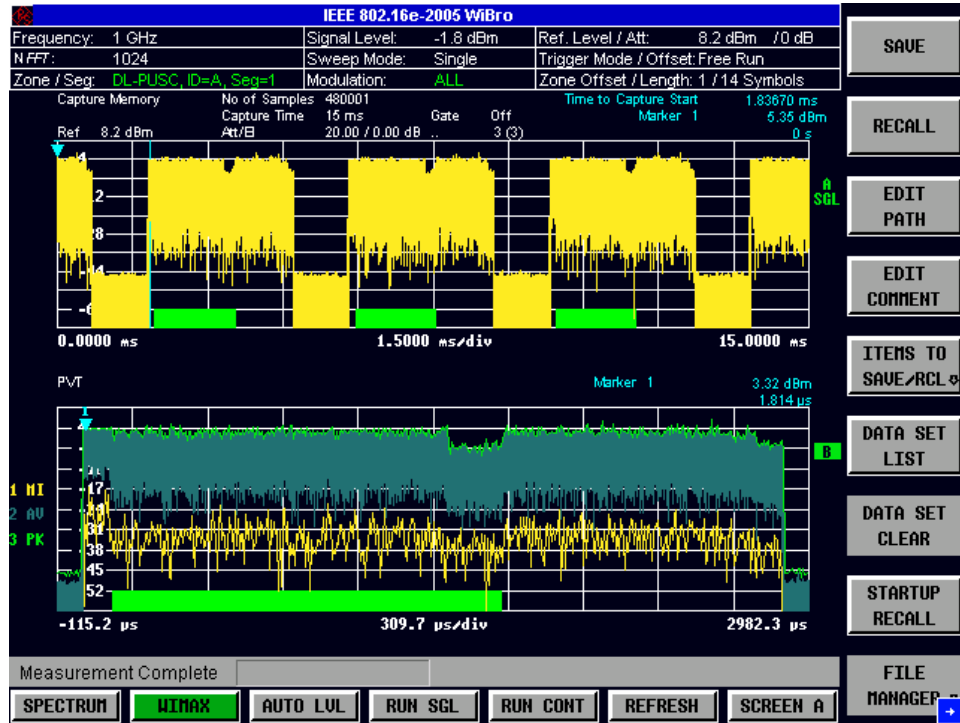 IEEE 802.16e-2005 WiBro
Frequency: 1 GHz Signal Level: -1.8 dBm Ref. Level / Att: 8.2 dBm /0 dB
NFFT: 1024 Sweep Mode: Single Trigger Mode / Offset: Free Run
Zone / Seg: DL-PUSC, ID=A, Seg=1 Modulation: ALL Zone Offset / Length: 1 / 14 Symbols
Capture Memory No of Samples 480001 Time to Capture Start 1.83670 ms
Capture Time 15 ms Gate Off Marker 1 5.35 dBm
Ref 8.2 dBm Att/El 20.00 / 0.00 dB .. 3 (3) 0 s
A
SGL
0.0000 ms 1.5000 ms/div 15.0000 ms
PVT Marker 1 3.32 dBm
1.814 µs
1
B
-17
1 MI
2 AV
-31
3 PK
-38
-45
-52
-115.2 µs 309.7 µs/div 2982.3 µs
Measurement Complete
SPECTRUM WIMAX AUTO LVL RUN SGL RUN CONT REFRESH SCREEN A
SAVE
RECALL
EDIT
PATH
EDIT
COMMENT
ITEMS TO
SAVE/RCL
DATA SET
LIST
DATA SET
CLEAR
STARTUP
RECALL
FILE
MANAGER